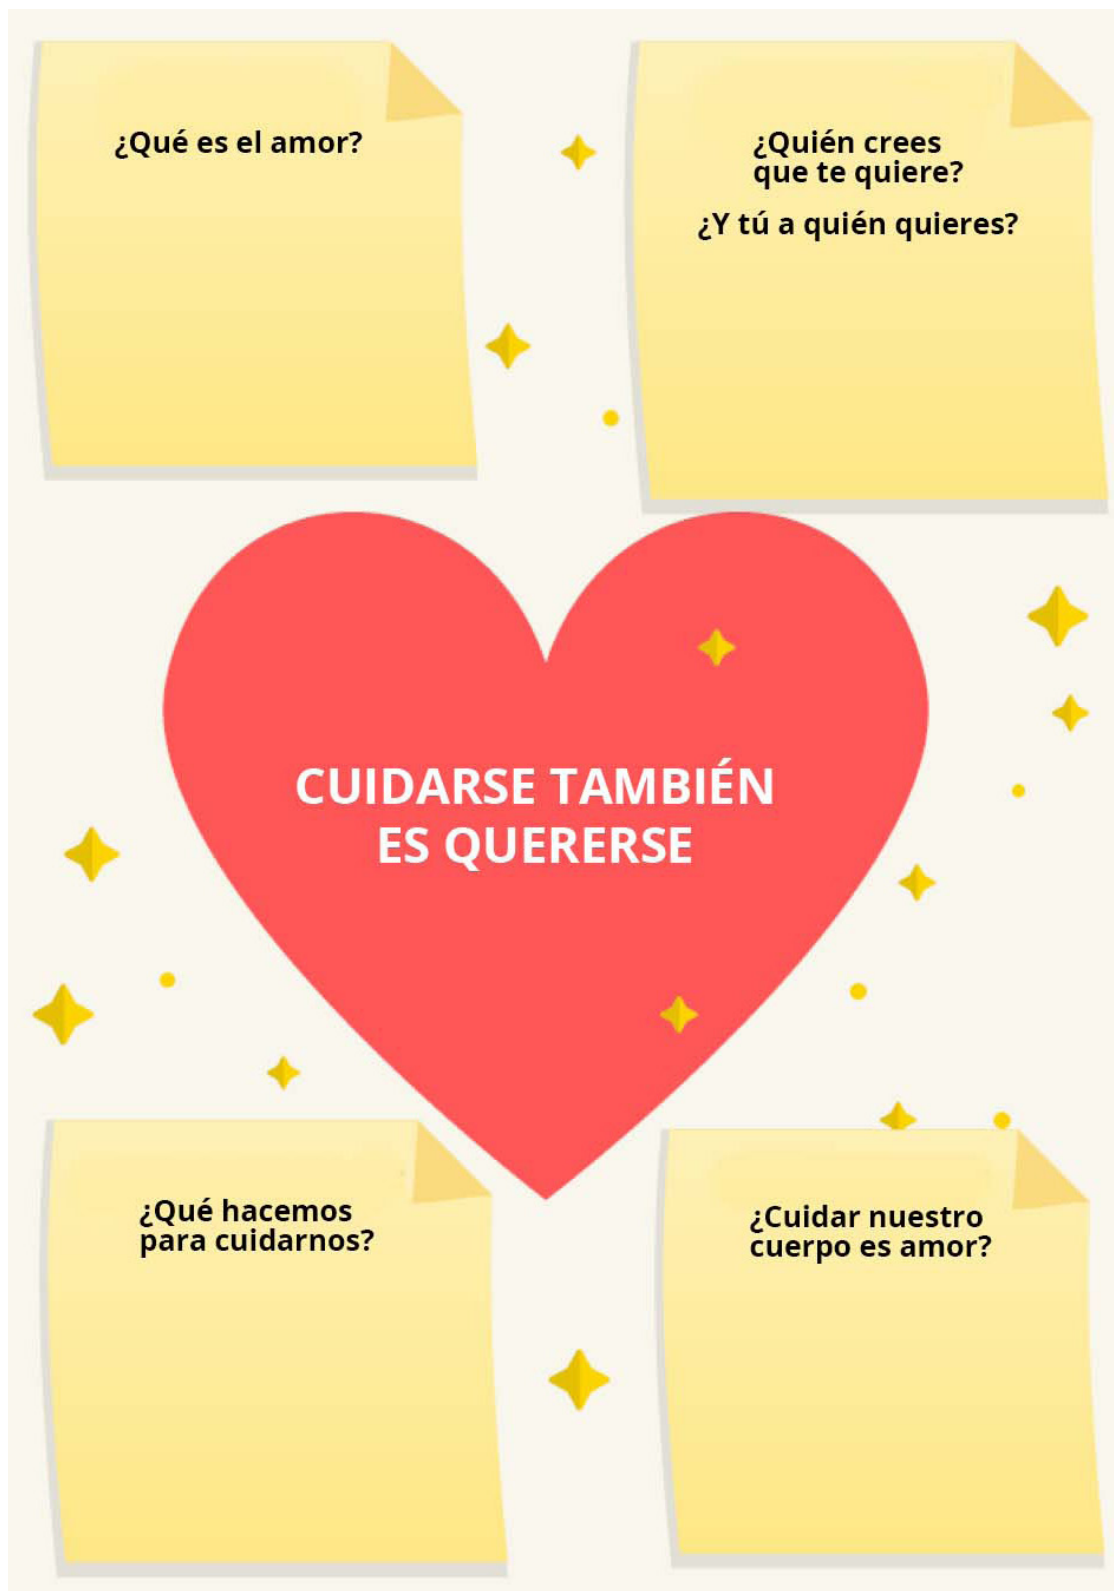 ¿Qué es el amor?
¿Quién crees
que te quiere?
¿Y tú a quién quieres?
CUIDARSE TAMBIÉN
ES QUERERSE
¿Qué hacemos
para cuidarnos?
¿Cuidar nuestro
cuerpo es amor?